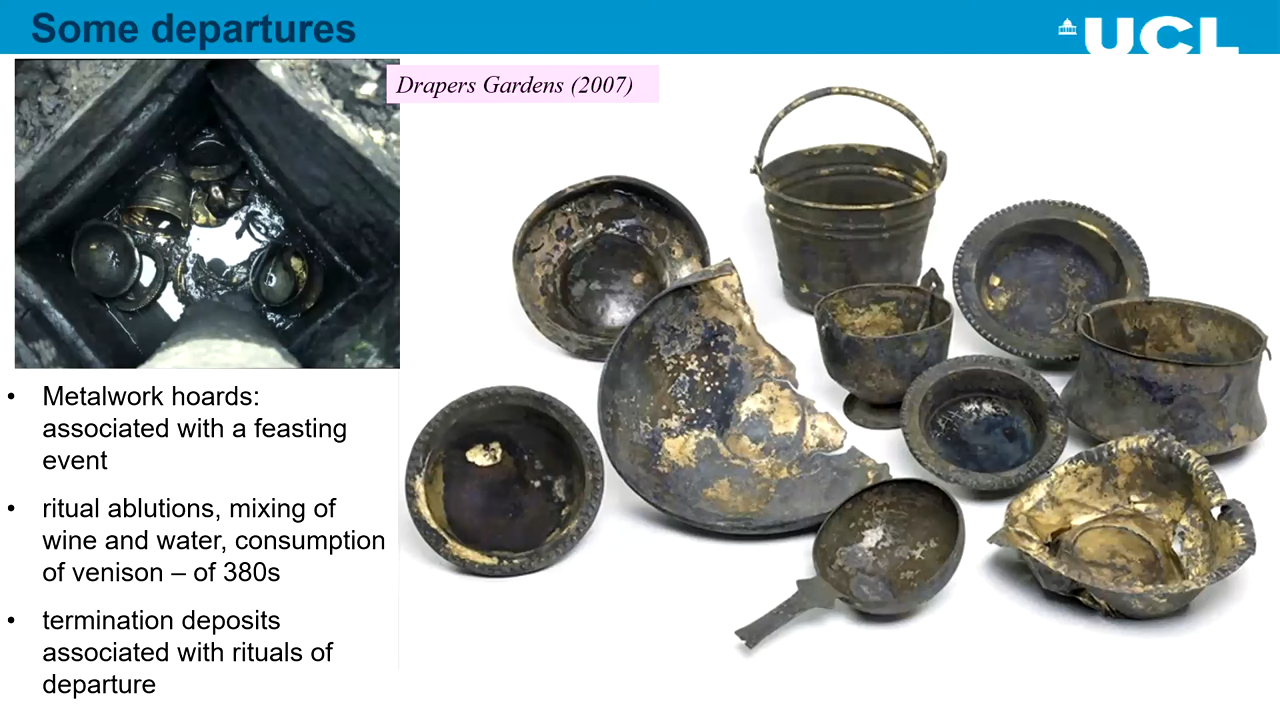 Some departures
UCL
Drapers Gardens (2007)
• Metalwork hoards:
associated with a feasting
event
• ritual ablutions, mixing of
wine and water, consumption
of venison – of 380s
• termination deposits
associated with rituals of
departure